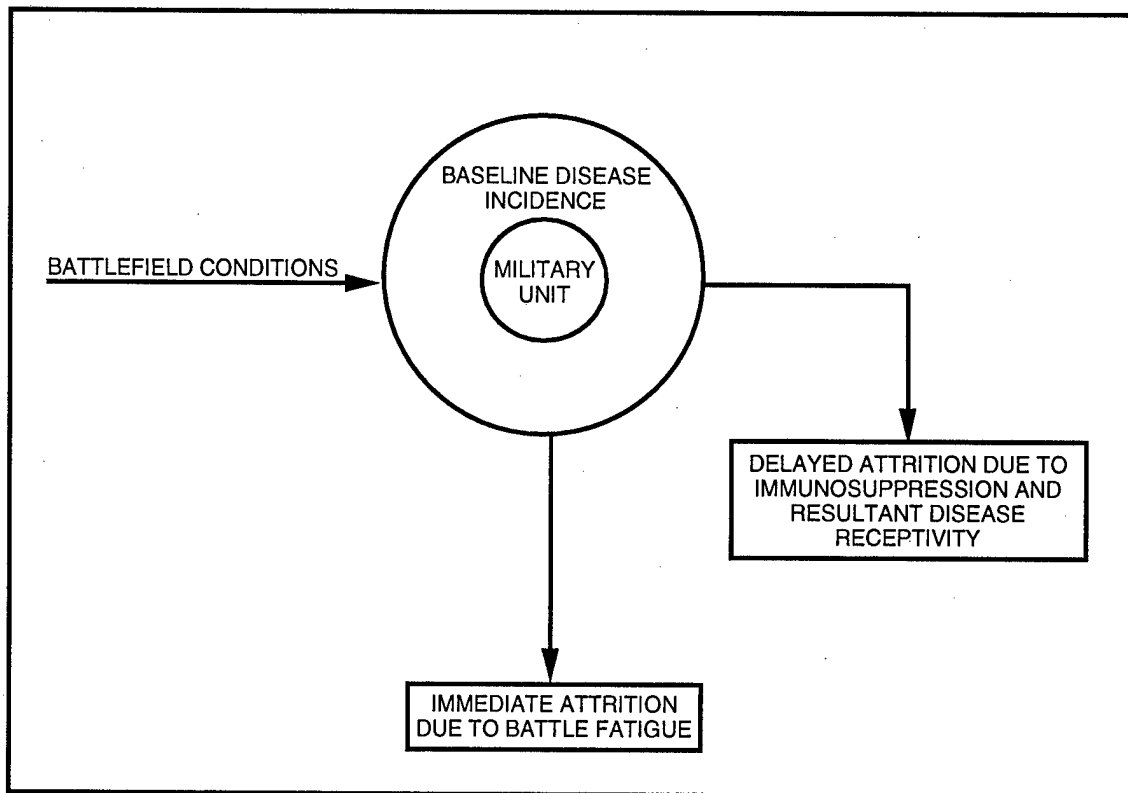 BASELINE DISEASE
INCIDENCE
BATTLEFIELD CONDITIONS
MILITARY
UNIT
DELAYED ATTRITION DUE TO
IMMUNOSUPPRESSION AND
RESULTANT DISEASE
RECEPTIVITY
IMMEDIATE ATTRITION
DUE TO BATTLE FATIGUE